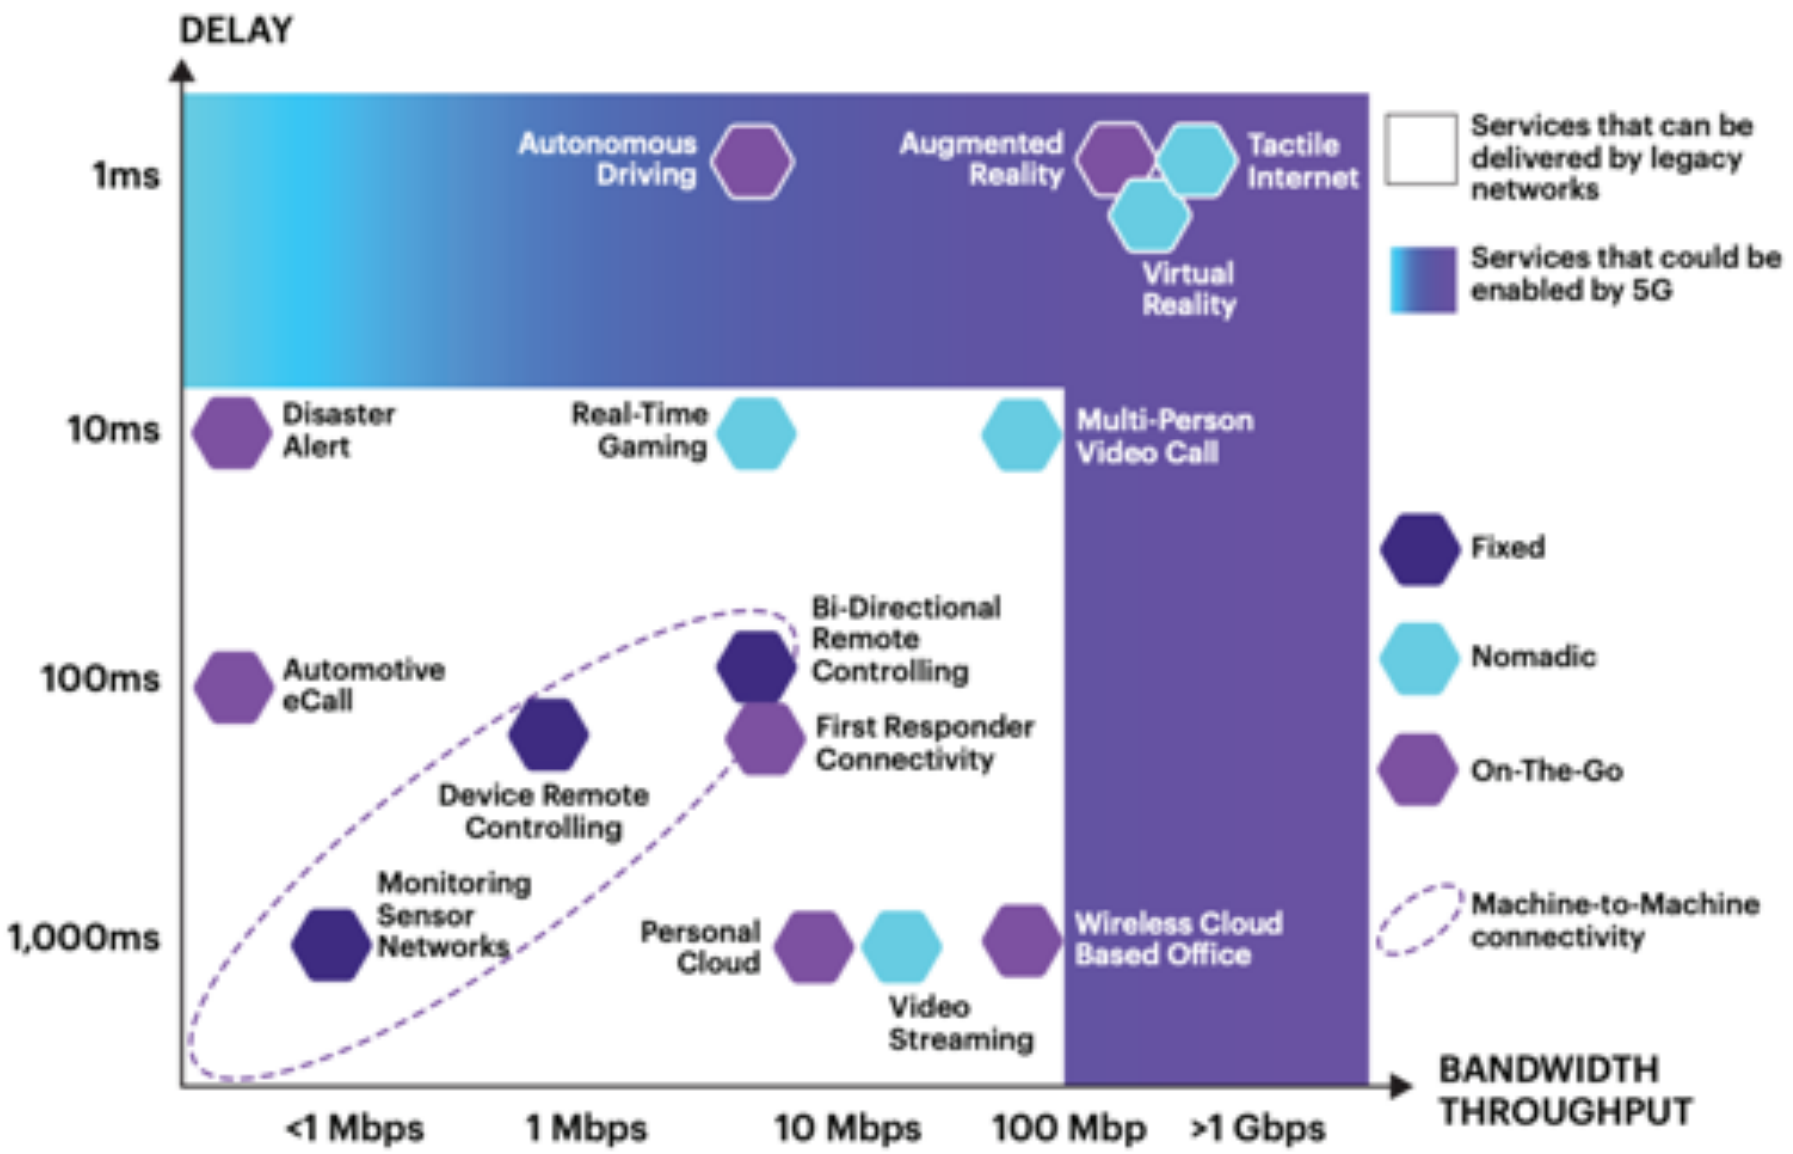 DELAY
1ms
10ms
100ms
1,000ms
Autonomous
Driving
Augmented
Reality
Tactile
Internet
Virtual
Reality
Disaster
Alert
Real-Time
Gaming
Multi-Person
Video Call
Automotive
eCall
Bi-Directional
Remote
Controlling
First Responder
Connectivity
Device Remote
Controlling
Monitoring
Sensor
Networks
Personal
Cloud
Video
Streaming
Wireless Cloud
Based Office
<1 Mbps
1 Mbps
10 Mbps
100 Mbp
>1 Gbps
BANDWIDTH
THROUGHPUT
Services that can be
delivered by legacy
networks
Services that could be
enabled by 5G
Fixed
Nomadic
On-The-Go
Machine-to-Machine
connectivity